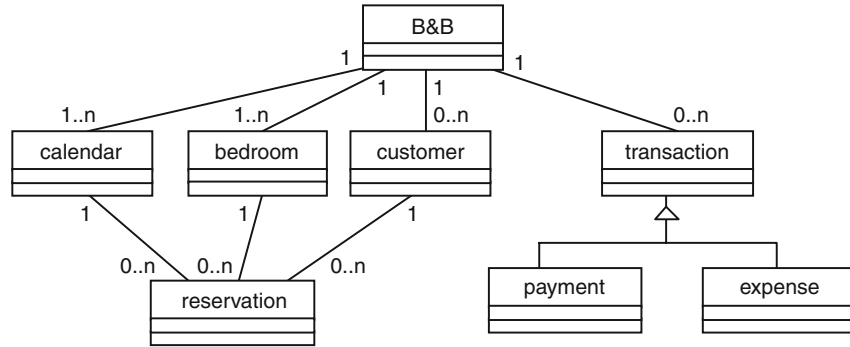 B&B
1 1 1 1
1..n 1..n 0..n 0..n
calendar bedroom customer transaction
1 1 1
0..n 0..n 0..n
reservation payment expense